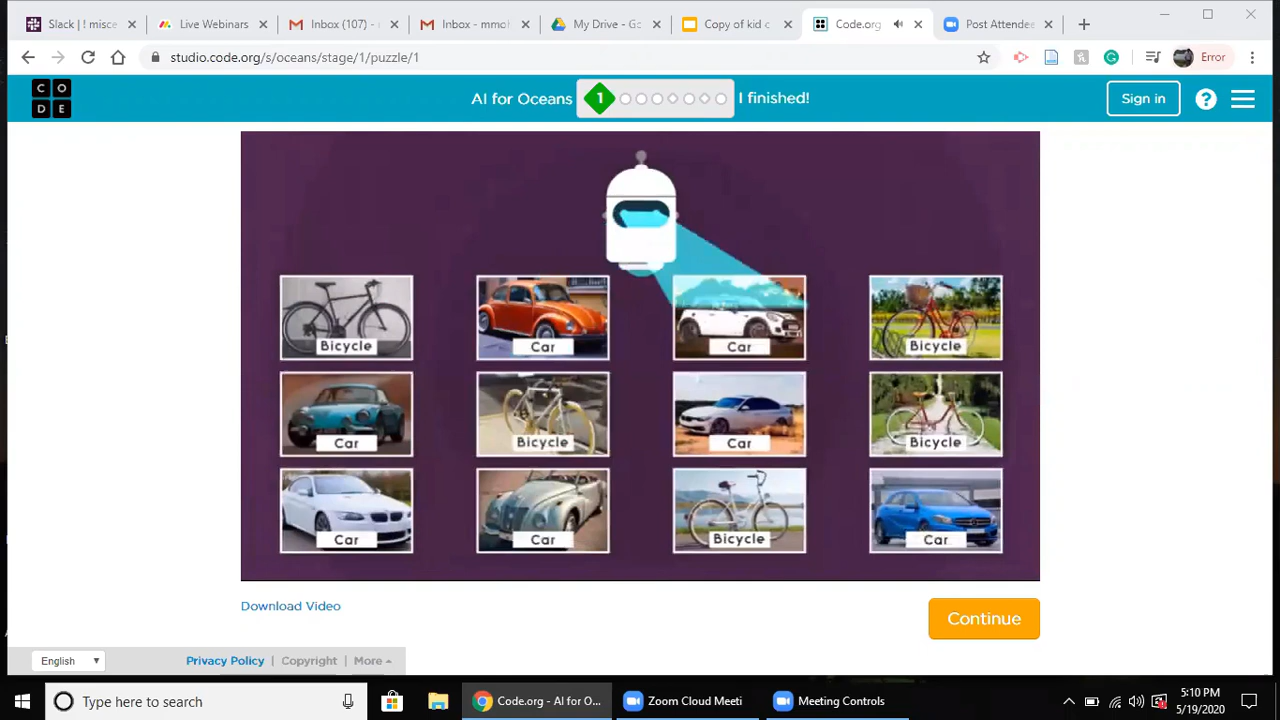 Slack | ! misce
Live Webinars
Inbox (107) -
Inbox - mmo
My Drive - Go
Copy of kid c
Code.org
Post Attendee
studio.code.org/s/oceans/stage/1/puzzle/1
Error
CODE
AI for Oceans
1
I finished!
Sign in
?
Bicycle
Car
Car
Bicycle
Car
Bicycle
Car
Bicycle
Car
Car
Bicycle
Car
Download Video
Continue
English
Privacy Policy | Copyright | More
Type here to search
Code.org - AI for O...
Zoom Cloud Meeti
Meeting Controls
5:10 PM
5/19/2020